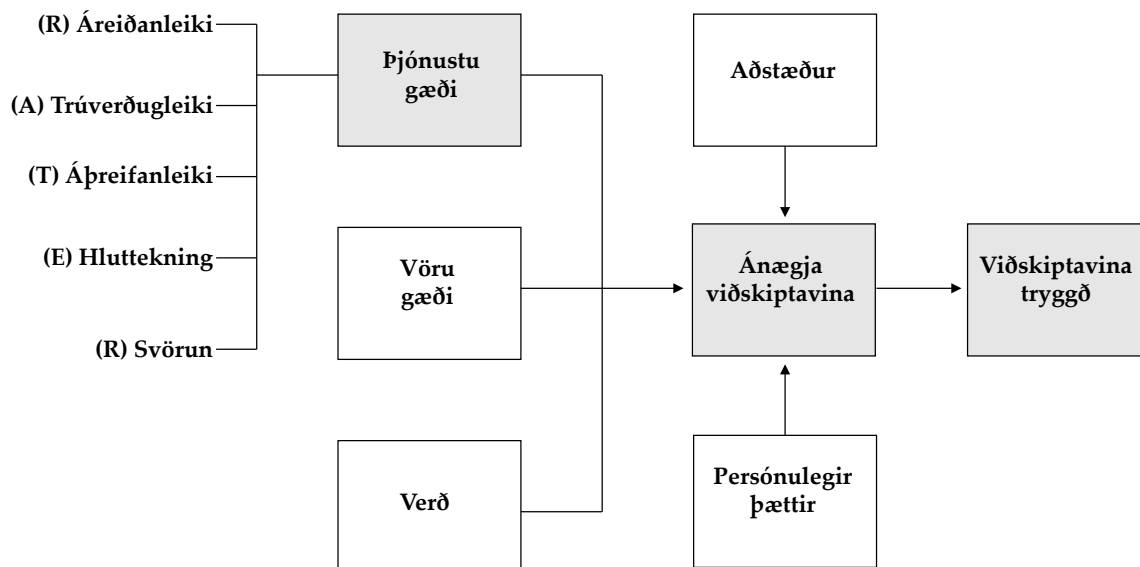 (R) Áreiðanleiki
(A) Trúverðugleiki
(T) Áþreifanleiki
(E) Hluttekning
(R) Svörun
Þjónustu
gæði
Vöru
gæði
Verð
Aðstæður
Ánægja
viðskiptavina
Persónulegir
þættir
Viðskiptavina
tryggð